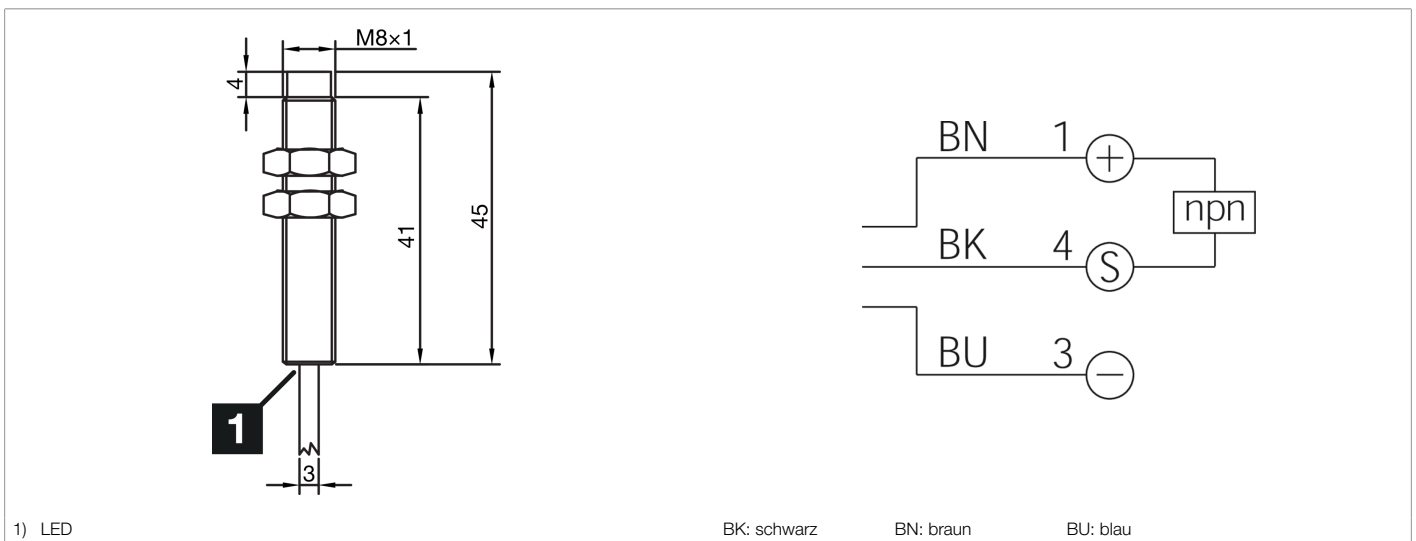 M8×1
4
41
45
1
3
BN 1 +
npn
BK 4 S
BU 3 −
1) LED
BK: schwarz BN: braun BU: blau